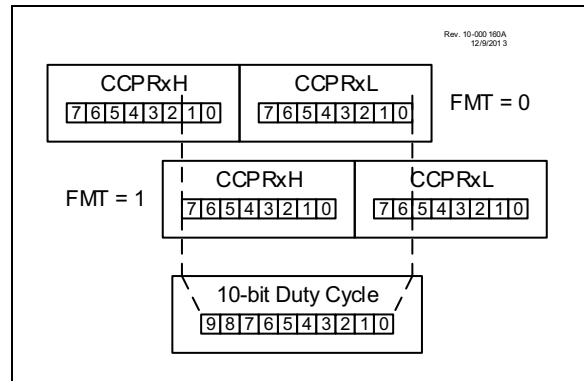 Rev. 10-000 160A
12/9/2013
CCPRxH CCPRxL
7 6 5 4 3 2 1 0 7 6 5 4 3 2 1 0 FMT = 0
CCPRxH CCPRxL
FMT = 1 7 6 5 4 3 2 1 0 7 6 5 4 3 2 1 0
10-bit Duty Cycle
9 8 7 6 5 4 3 2 1 0